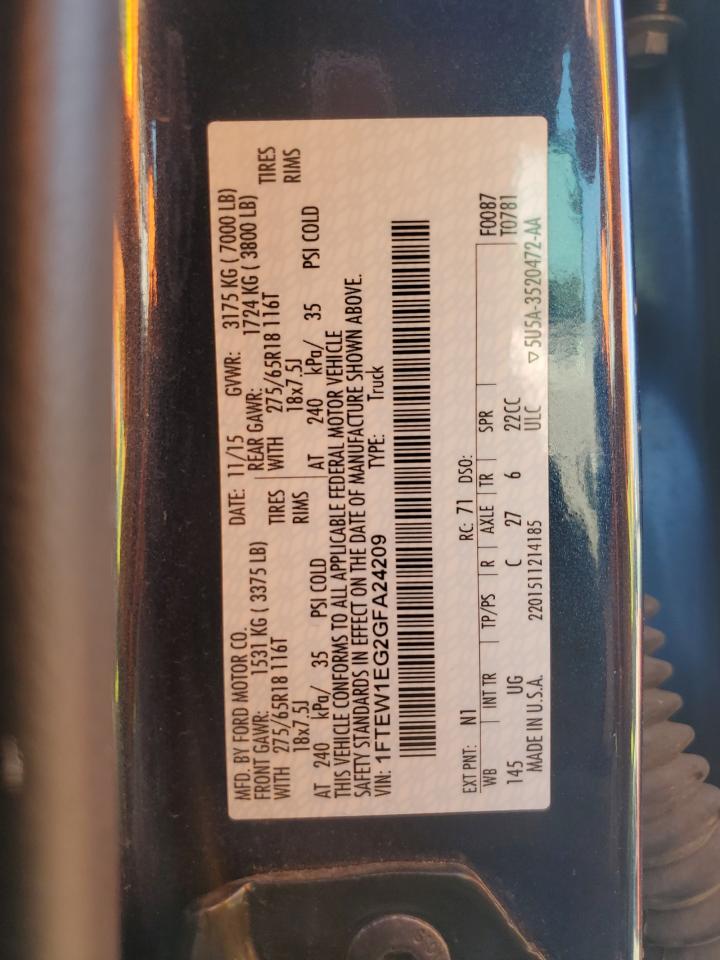 MFD. BY FORD MOTOR CO. DATE: 11/15 GVWR: 3175 KG ( 7000 LB)
FRONT GAWR: 1531 KG ( 3375 LB) REAR GAWR: 1724 KG ( 3800 LB)
WITH 275/65R18 116T TIRES WITH 275/65R18 116T TIRES
18x7.5J RIMS 18x7.5J RIMS
AT 240 kPa/ 35 PSI COLD AT 240 kPa/ 35 PSI COLD
THIS VEHICLE CONFORMS TO ALL APPLICABLE FEDERAL MOTOR VEHICLE
SAFETY STANDARDS IN EFFECT ON THE DATE OF MANUFACTURE SHOWN ABOVE.
VIN: 1FTEW1EG2GFA24209 TYPE: Truck
EXT PNT: N1 RC: 71 DSO: F0087
WB INT TR TP/PS R AXLE TR SPR T0781
145 UG C 27 6 22CC
MADE IN U.S.A. 2201511214185 ULC ▽5U5A-3520472-AA